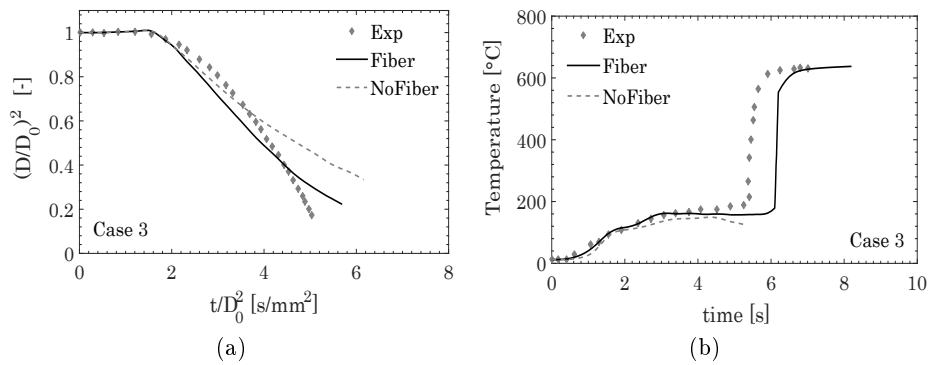 1
0.8
0.6
0.4
0.2
0
0 2 4 6 8
(D/D0)2 [-]
t/D02 [s/mm2]
Exp
Fiber
NoFiber
Case 3
(a)
800
600
400
200
0
0 2 4 6 8 10
Temperature [°C]
time [s]
Exp
Fiber
NoFiber
Case 3
(b)